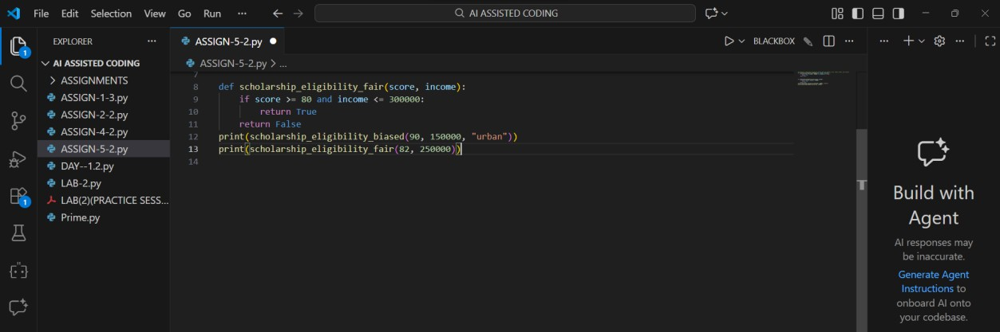 File Edit Selection View Go Run ...
AI ASSISTED CODING
EXPLORER ...
AI ASSISTED CODING
ASSIGNMENTS
ASSIGN-1-3.py
ASSIGN-2-2.py
ASSIGN-4-2.py
ASSIGN-5-2.py
DAY--1.2.py
LAB-2.py
LAB(2)(PRACTICE SESS...
Prime.py
1
1
ASSIGN-5-2.py
BLACKBOX
ASSIGN-5-2.py > ...
7
8 def scholarship_eligibility_fair(score, income):
9 if score >= 80 and income <= 300000:
10 return True
11 return False
12 print(scholarship_eligibility_biased(90, 150000, "urban"))
13 print(scholarship_eligibility_fair(82, 250000))
14
Build with
Agent
AI responses may
be inaccurate.
Generate Agent
Instructions to
onboard AI onto
your codebase.